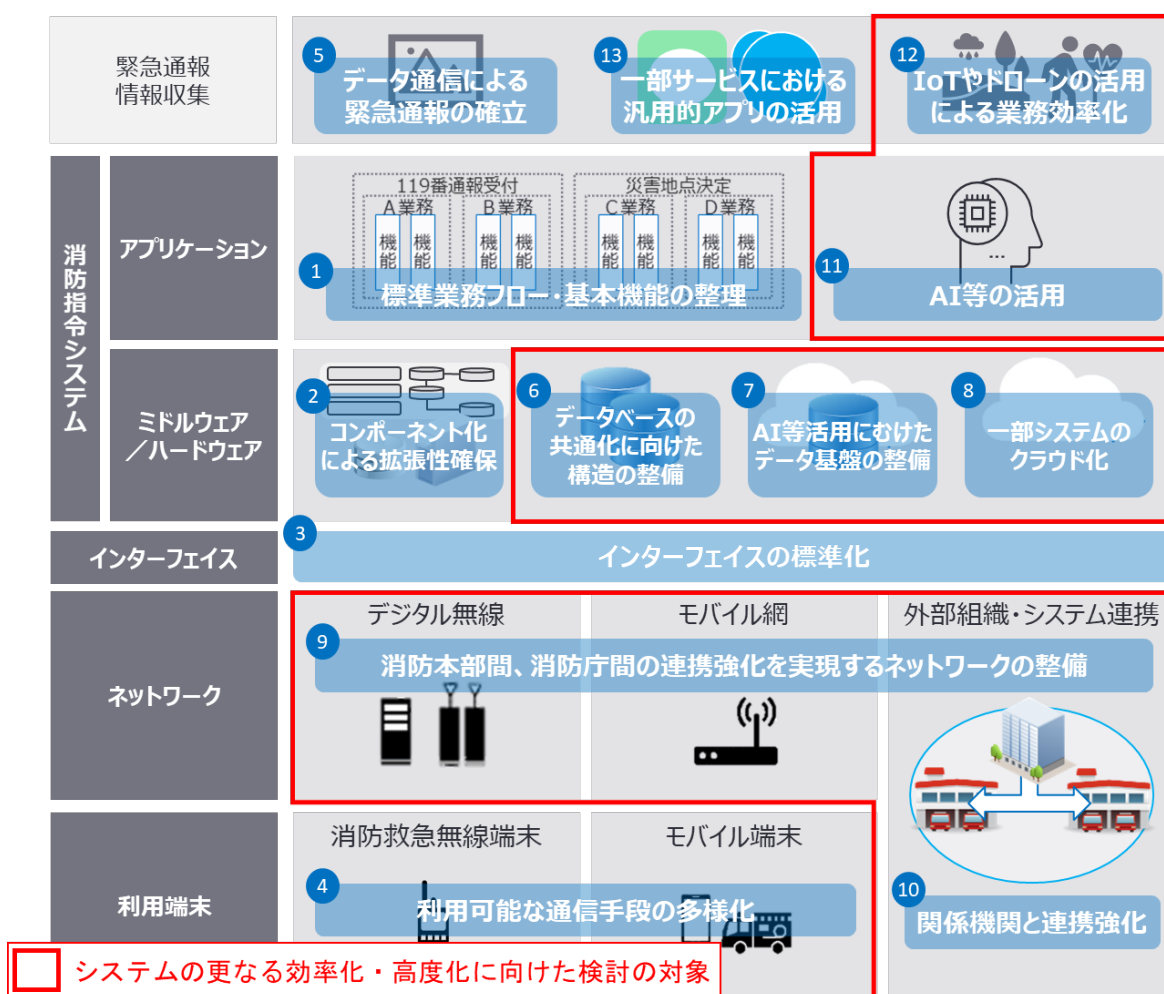 緊急通報
情報収集
5
データ通信による
緊急通報の確立
13
一部サービスにおける
汎用的アプリの活用
12
IoTやドローンの活用
による業務効率化
消防指令システム
アプリケーション
119番通報受付
A業務
B業務
機能
機能
機能
機能
災害地点決定
C業務
D業務
機能
機能
機能
機能
1
標準業務フロー・基本機能の整理
11
...
AI等の活用
ミドルウェア
／ハードウェア
2
コンポーネント化
による拡張性確保
6
データベースの
共通化に向けた
構造の整備
7
AI等活用にむけた
データ基盤の整備
8
一部システムの
クラウド化
インターフェイス
3
インターフェイスの標準化
ネットワーク
デジタル無線
モバイル網
外部組織・システム連携
9
消防本部間、消防庁間の連携強化を実現するネットワークの整備
利用端末
消防救急無線端末
モバイル端末
4
利用可能な通信手段の多様化
10
関係機関と連携強化
システムの更なる効率化・高度化に向けた検討の対象